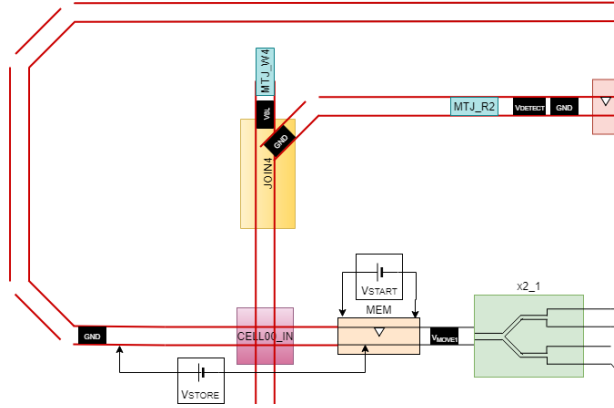 MTJ_W4
VBL
MTJ_R2
VDETECT
GND
GND
JOIN4
VSTART
x2_1
MEM
GND
CELL00_IN
VMOVE1
VSTORE